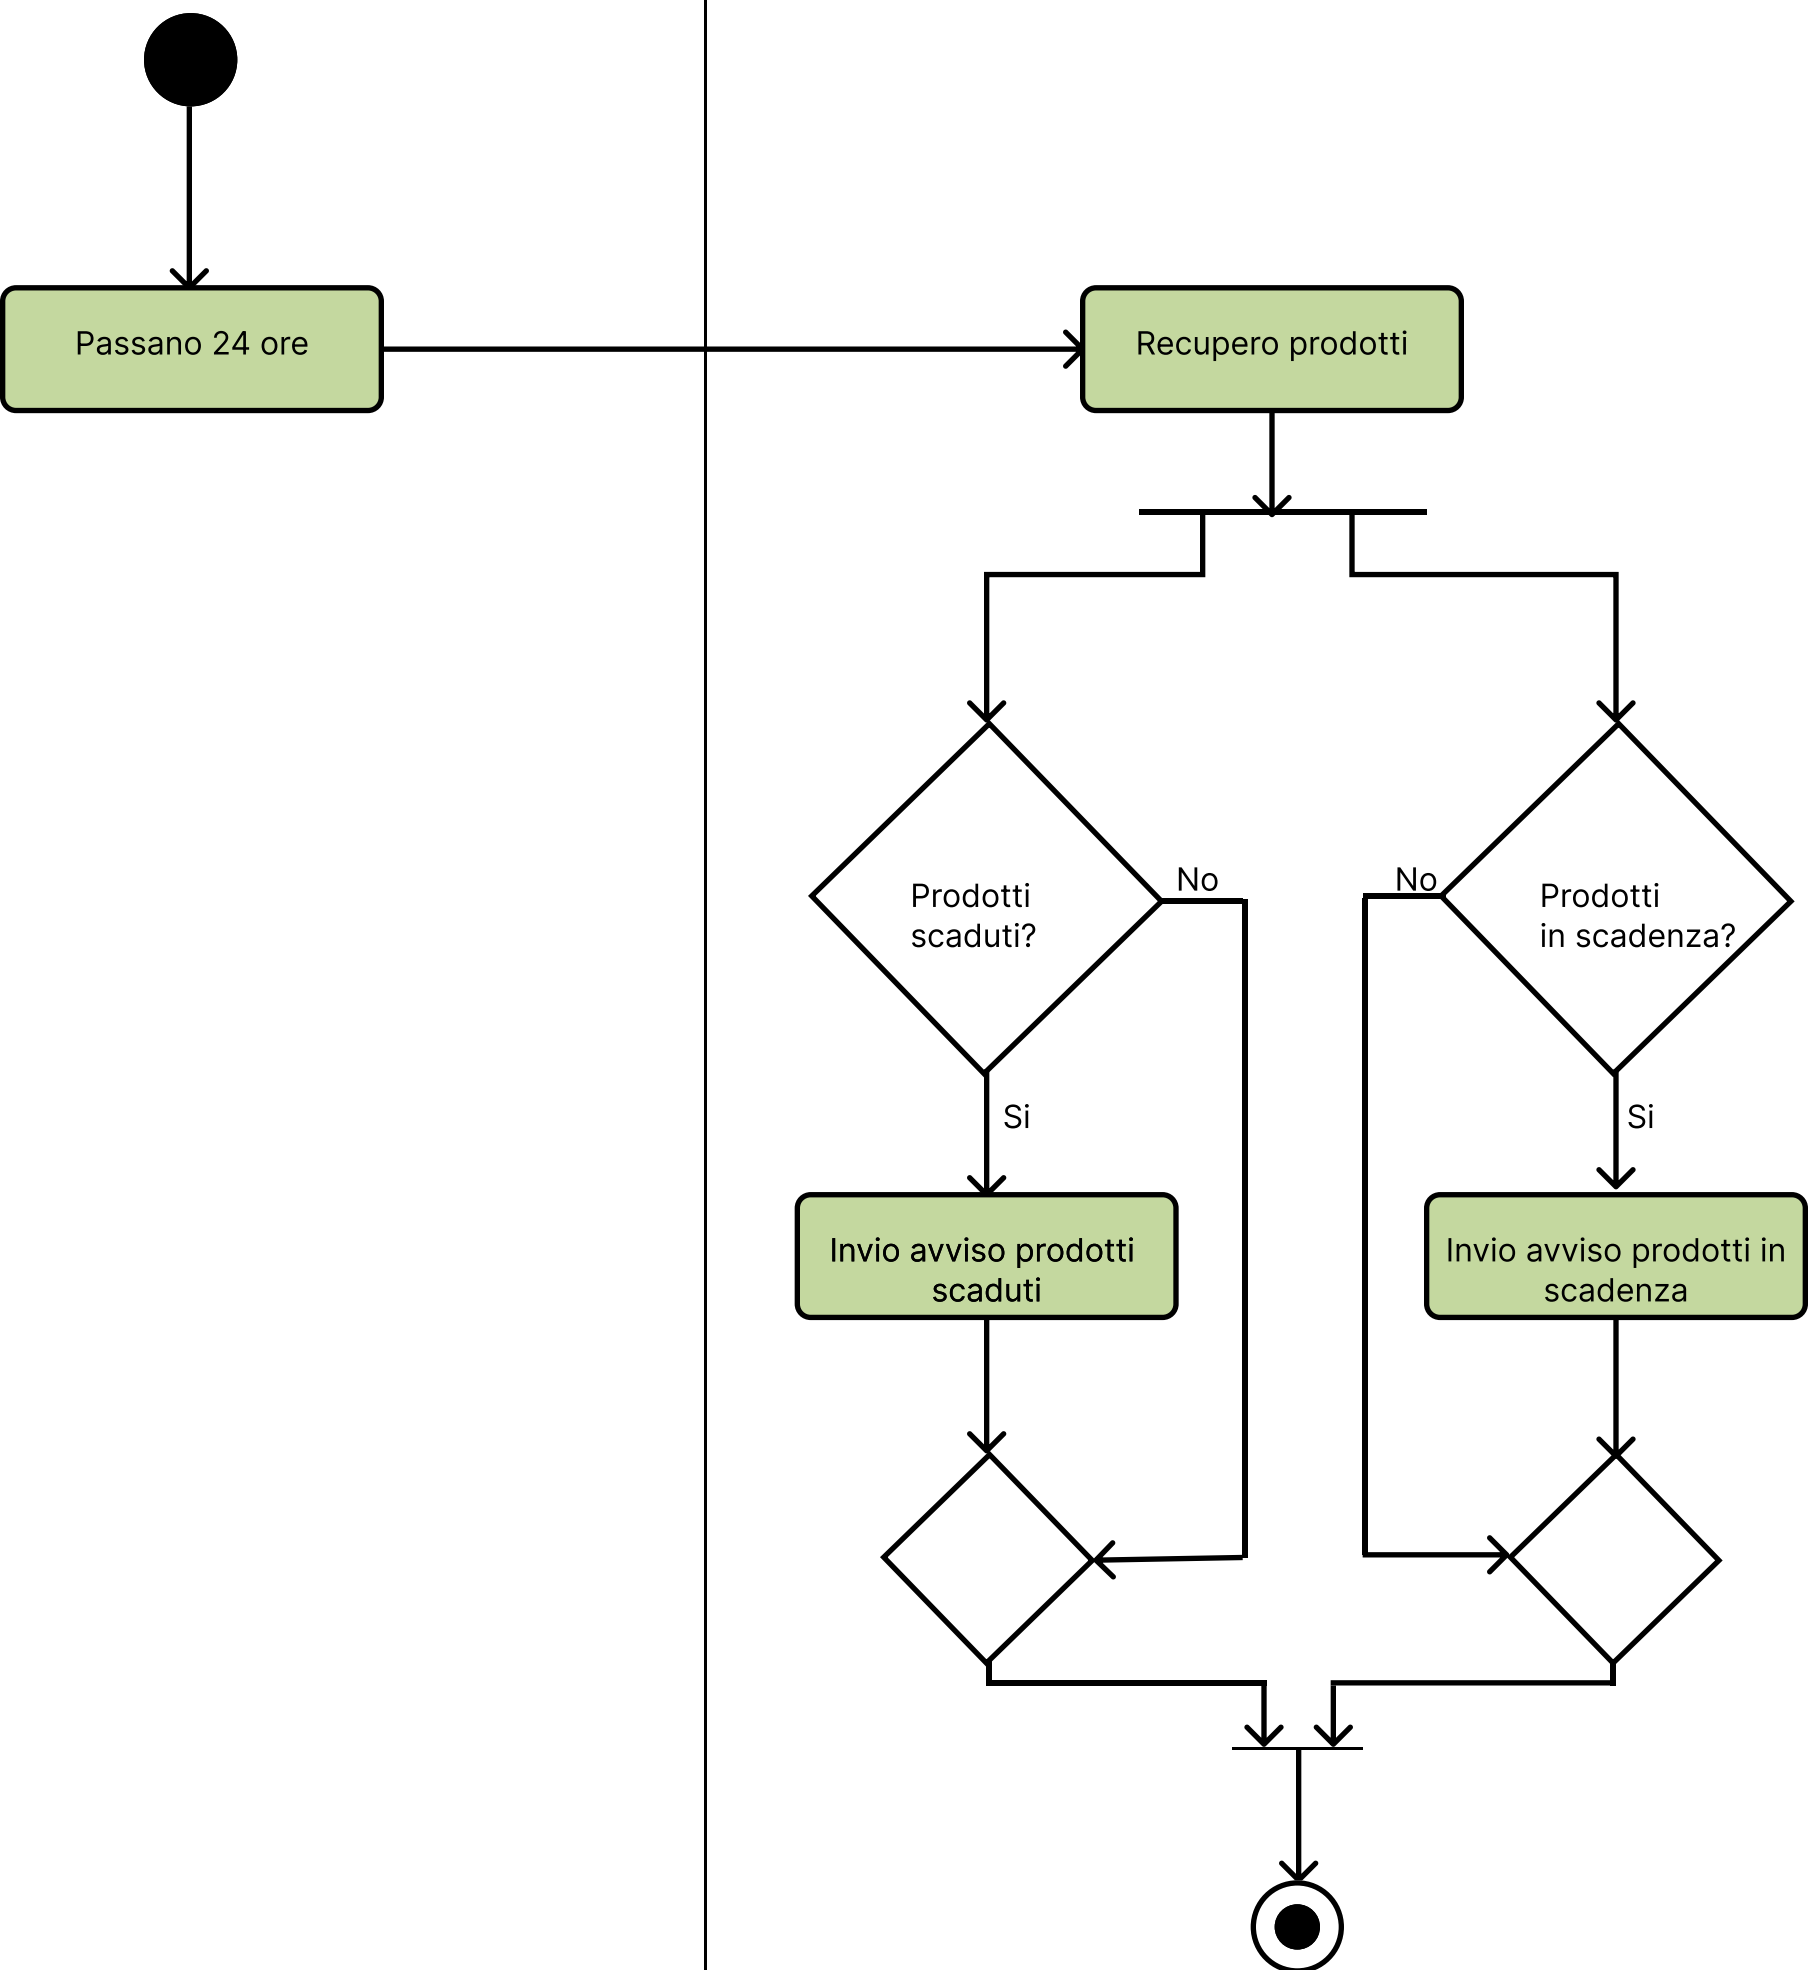 Passano 24 ore
Recupero prodotti
No
No
Prodotti
scaduti?
Prodotti
in scadenza?
Si
Si
Invio avviso prodotti
scaduti
Invio avviso prodotti in
scadenza